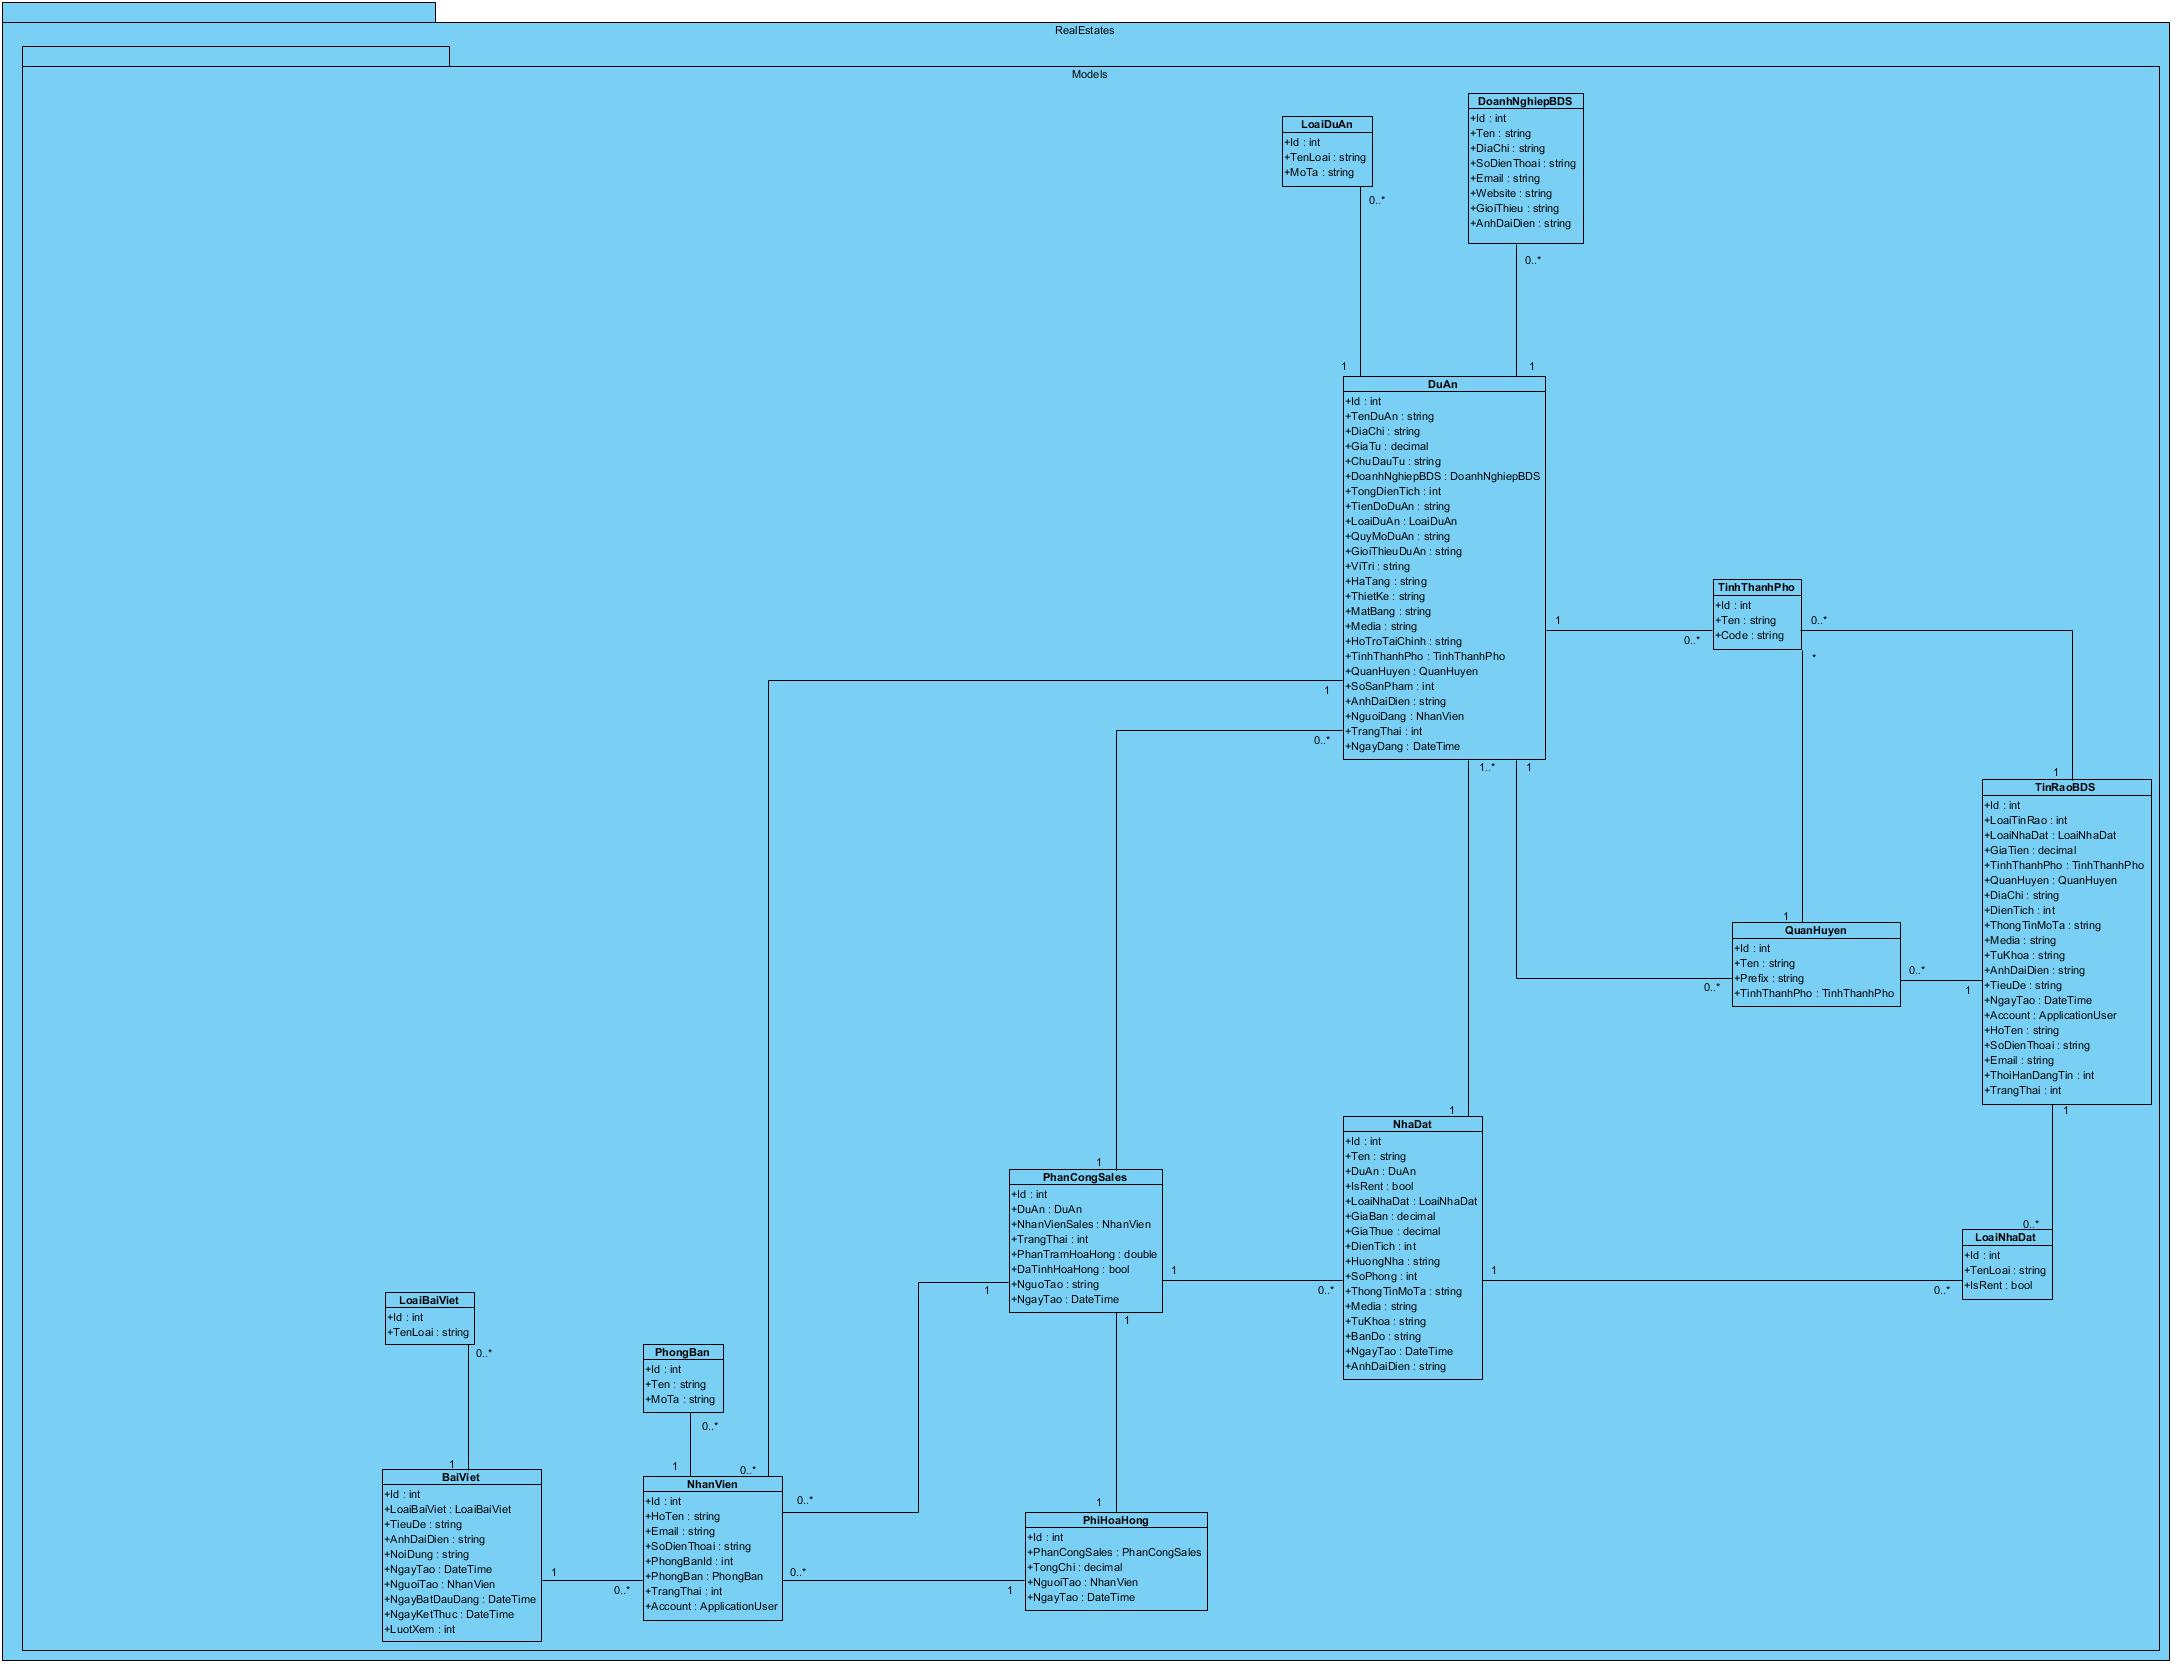 RealEstates
Models
LoaiDuAn
+Id : int
+TenLoai : string
+MoTa : string
0..*
1
DoanhNghiepBDS
+Id : int
+Ten : string
+DiaChi : string
+SoDienThoai : string
+Email : string
+Website : string
+GioiThieu : string
+AnhDaiDien : string
0..*
1
DuAn
+Id : int
+TenDuAn : string
+DiaChi : string
+GiaTu : decimal
+ChuDauTu : string
+DoanhNghiepBDS : DoanhNghiepBDS
+TongDienTich : int
+TienDoDuAn : string
+LoaiDuAn : LoaiDuAn
+QuyMoDuAn : string
+GioiThieuDuAn : string
+ViTri : string
+HaTang : string
+ThietKe : string
+MatBang : string
+Media : string
+HoTroTaiChinh : string
+TinhThanhPho : TinhThanhPho
+QuanHuyen : QuanHuyen
+SoSanPham : int
+AnhDaiDien : string
+NguoiDang : NhanVien
+TrangThai : int
+NgayDang : DateTime
1
0..*
1
0..*
1..*
1
TinhThanhPho
+Id : int
+Ten : string
+Code : string
0..*
*
1
TinRaoBDS
+Id : int
+LoaiTinRao : int
+LoaiNhaDat : LoaiNhaDat
+GiaTien : decimal
+TinhThanhPho : TinhThanhPho
+QuanHuyen : QuanHuyen
+DiaChi : string
+DienTich : int
+ThongTinMoTa : string
+Media : string
+TuKhoa : string
+AnhDaiDien : string
+TieuDe : string
+NgayTao : DateTime
+Account : ApplicationUser
+HoTen : string
+SoDienThoai : string
+Email : string
+ThoiHanDangTin : int
+TrangThai : int
1
QuanHuyen
+Id : int
+Ten : string
+Prefix : string
+TinhThanhPho : TinhThanhPho
0..*
1
0..*
1
1
NhaDat
+Id : int
+Ten : string
+DuAn : DuAn
+IsRent : bool
+LoaiNhaDat : LoaiNhaDat
+GiaBan : decimal
+GiaThue : decimal
+DienTich : int
+HuongNha : string
+SoPhong : int
+ThongTinMoTa : string
+Media : string
+TuKhoa : string
+BanDo : string
+NgayTao : DateTime
+AnhDaiDien : string
1
PhanCongSales
+Id : int
+DuAn : DuAn
+NhanVienSales : NhanVien
+TrangThai : int
+PhanTramHoaHong : double
+DaTinhHoaHong : bool
+NguoTao : string
+NgayTao : DateTime
1
0..*
1
0..*
0..*
LoaiNhaDat
+Id : int
+TenLoai : string
+IsRent : bool
1
1
LoaiBaiViet
+Id : int
+TenLoai : string
0..*
PhongBan
+Id : int
+Ten : string
+MoTa : string
0..*
1
1
0..*
BaiViet
+Id : int
+LoaiBaiViet : LoaiBaiViet
+TieuDe : string
+AnhDaiDien : string
+NoiDung : string
+NgayTao : DateTime
+NguoiTao : NhanVien
+NgayBatDauDang : DateTime
+NgayKetThuc : DateTime
+LuotXem : int
1
0..*
NhanVien
+Id : int
+HoTen : string
+Email : string
+SoDienThoai : string
+PhongBanId : int
+PhongBan : PhongBan
+TrangThai : int
+Account : ApplicationUser
0..*
0..*
1
1
PhiHoaHong
+Id : int
+PhanCongSales : PhanCongSales
+TongChi : decimal
+NguoiTao : NhanVien
+NgayTao : DateTime